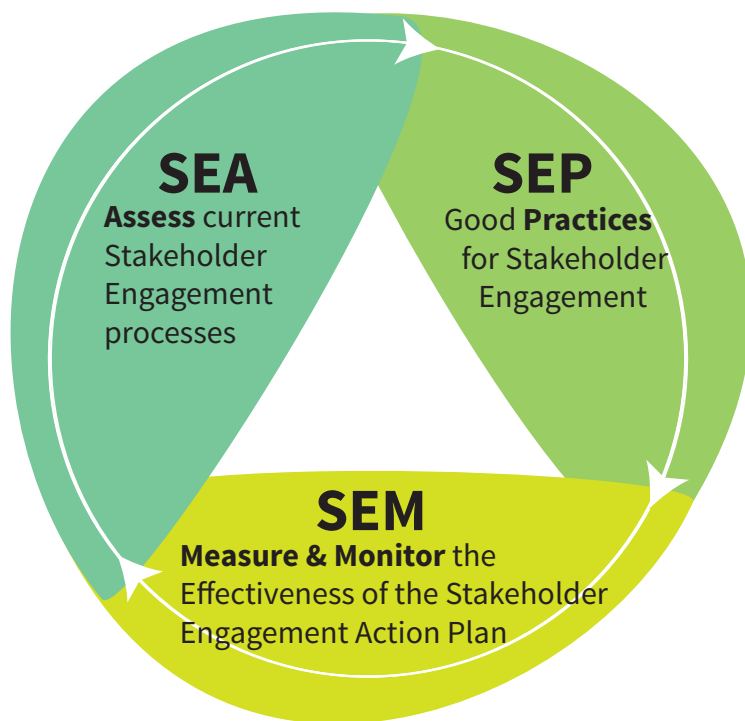 SEA
Assess current
Stakeholder
Engagement
processes
SEP
Good Practices
for Stakeholder
Engagement
SEM
Measure & Monitor the
Effectiveness of the Stakeholder
Engagement Action Plan